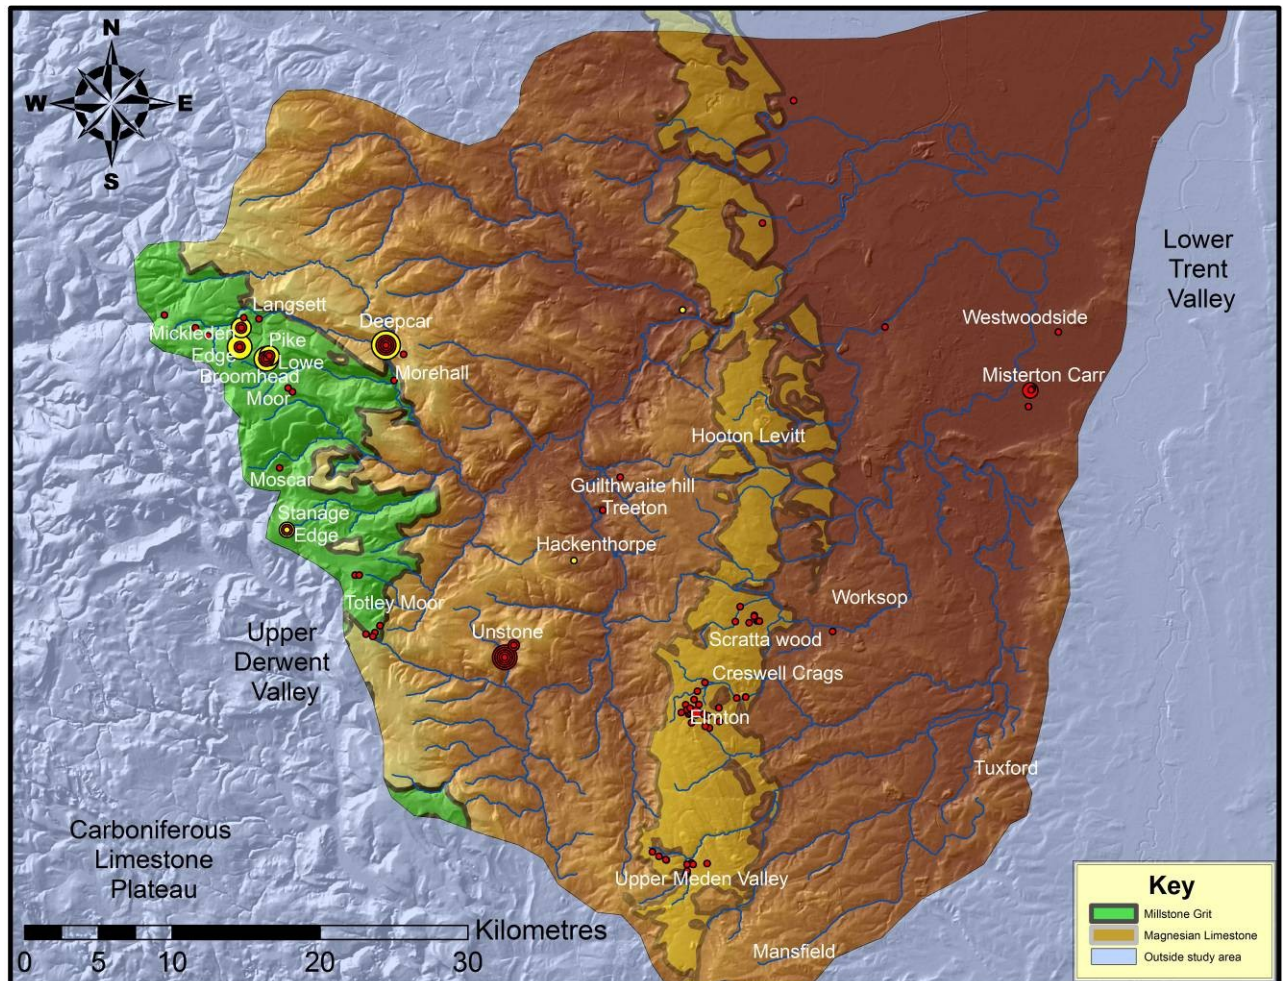 N
W
E
S
Lower
Trent
Valley
Langsett
Deepcar
Westwoodside
Mickleden
Edge
Pike
Lowe
Morehall
Misterton Carr
Broomhead
Moor
Hooton Levitt
Moscar
Guilthwaite hill
Treeton
Stanage
Edge
Hackenthorpe
Totley Moor
Worksop
Upper
Derwent
Valley
Unstone
Scratta wood
Creswell Crags
Elmton
Tuxford
Carboniferous
Limestone
Plateau
Upper Meden Valley
Mansfield
Kilometres
0 5 10 20 30
Key
Millstone Grit
Magnesian Limestone
Outside study area